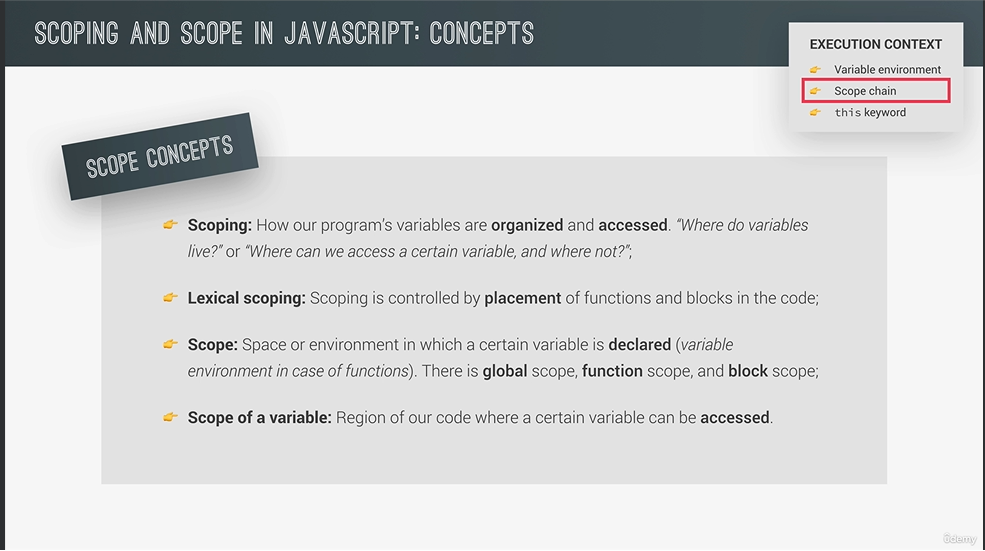 SCOPING AND SCOPE IN JAVASCRIPT: CONCEPTS
EXECUTION CONTEXT
Variable environment
Scope chain
this keyword
SCOPE CONCEPTS
Scoping: How our program’s variables are organized and accessed. “Where do variables
live?” or “Where can we access a certain variable, and where not?”;
Lexical scoping: Scoping is controlled by placement of functions and blocks in the code;
Scope: Space or environment in which a certain variable is declared (variable
environment in case of functions). There is global scope, function scope, and block scope;
Scope of a variable: Region of our code where a certain variable can be accessed.
ûdemy